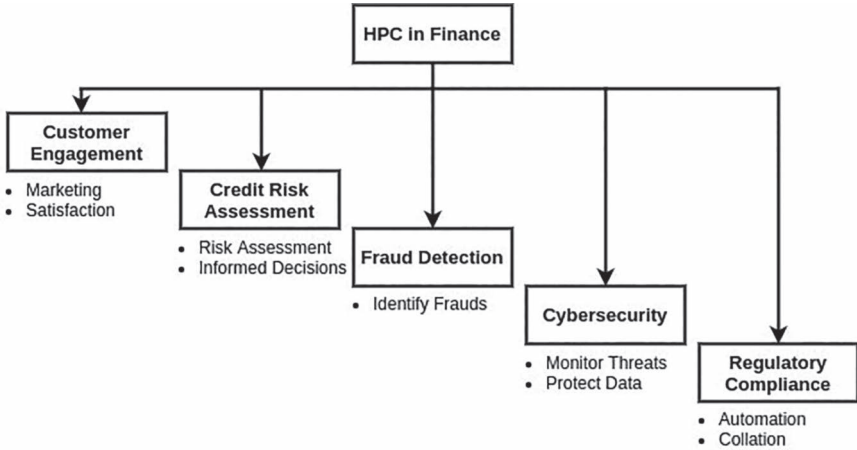 HPC in Finance
Customer
Engagement
• Marketing
• Satisfaction
Credit Risk
Assessment
• Risk Assessment
• Informed Decisions
Fraud Detection
• Identify Frauds
Cybersecurity
• Monitor Threats
• Protect Data
Regulatory
Compliance
• Automation
• Collation